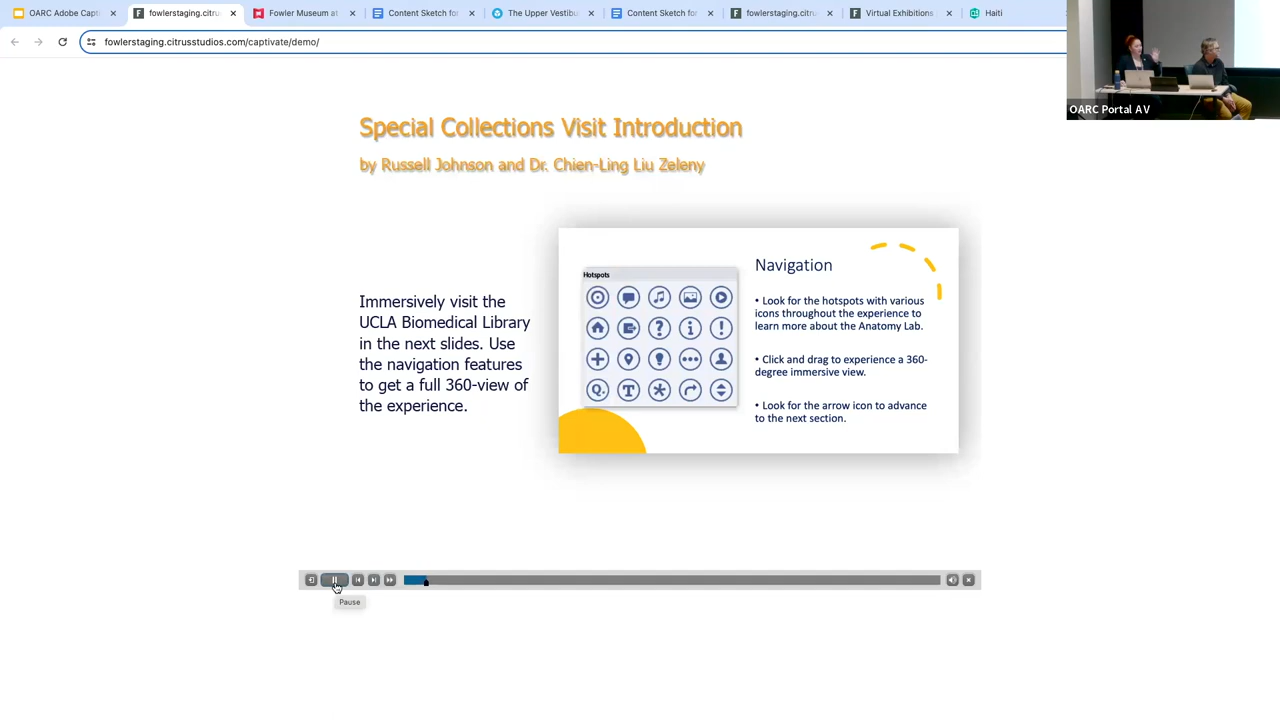 OARC Adobe Capti
fowlerstaging.citru
Fowler Museum at
Content Sketch for
The Upper Vestibu
Content Sketch for
fowlerstaging.citru
Virtual Exhibitions
Haiti
fowlerstaging.citrusstudios.com/captivate/demo/
OARC Portal AV
Special Collections Visit Introduction
by Russell Johnson and Dr. Chien-Ling Liu Zeleny
Immersively visit the
UCLA Biomedical Library
in the next slides. Use
the navigation features
to get a full 360-view of
the experience.
Hotspots
Q.
T
Navigation
• Look for the hotspots with various
icons throughout the experience to
learn more about the Anatomy Lab.
• Click and drag to experience a 360-
degree immersive view.
• Look for the arrow icon to advance
to the next section.
Pause